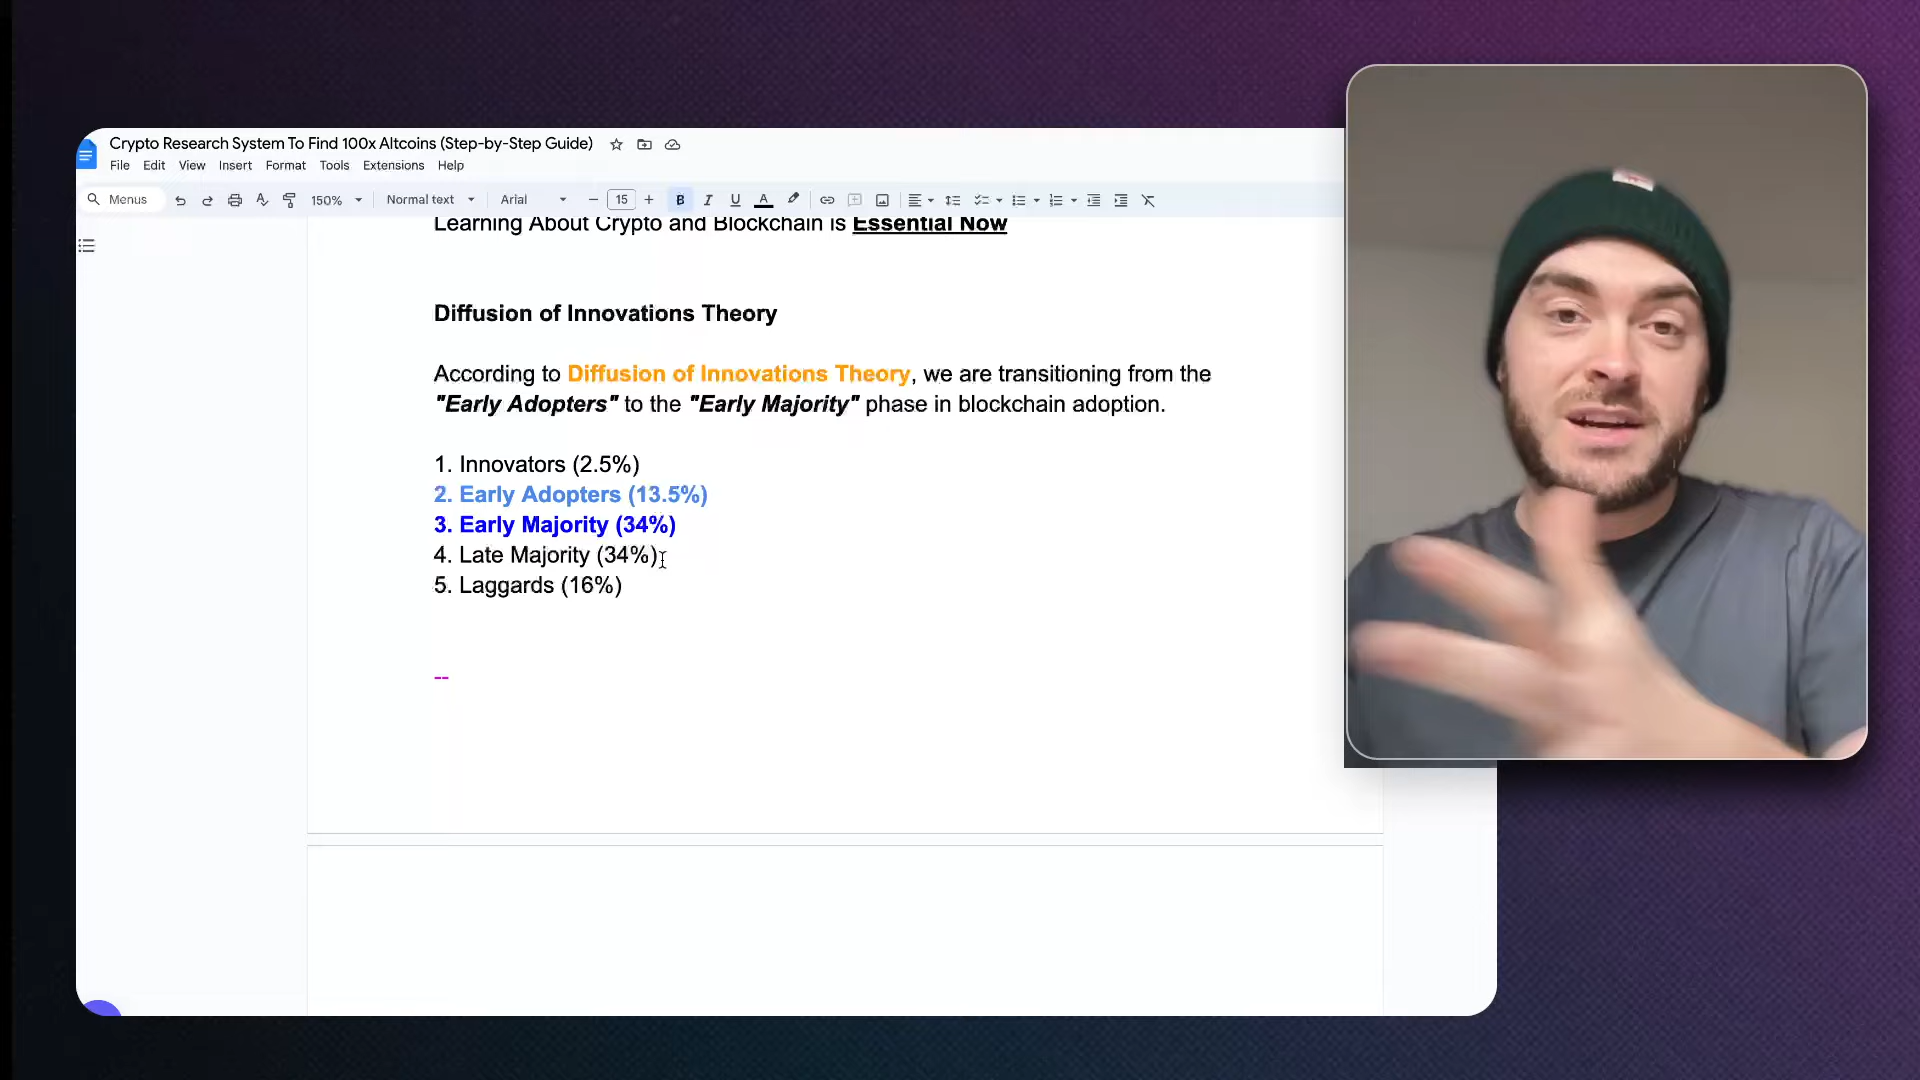 Crypto Research System To Find 100x Altcoins (Step-by-Step Guide)
File Edit View Insert Format Tools Extensions Help
Menus 150% Normal text Arial 15 B I U A
Learning About Crypto and Blockchain is Essential Now
Diffusion of Innovations Theory
According to Diffusion of Innovations Theory, we are transitioning from the
"Early Adopters" to the "Early Majority" phase in blockchain adoption.
1. Innovators (2.5%)
2. Early Adopters (13.5%)
3. Early Majority (34%)
4. Late Majority (34%)
5. Laggards (16%)
--